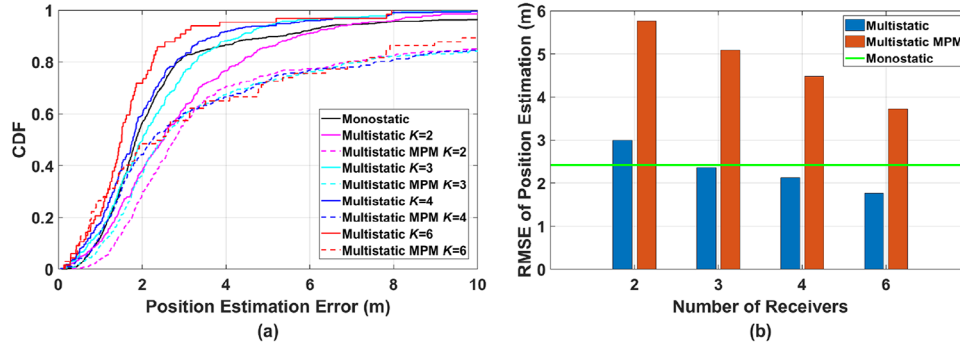 CDF
1
0.8
0.6
0.4
0.2
0
0
2
4
6
8
10
Position Estimation Error (m)
(a)
Monostatic
Multistatic K=2
Multistatic MPM K=2
Multistatic K=3
Multistatic MPM K=3
Multistatic K=4
Multistatic MPM K=4
Multistatic K=6
Multistatic MPM K=6
RMSE of Position Estimation (m)
6
5
4
3
2
1
0
2
3
4
6
Number of Receivers
(b)
Multistatic
Multistatic MPM
Monostatic